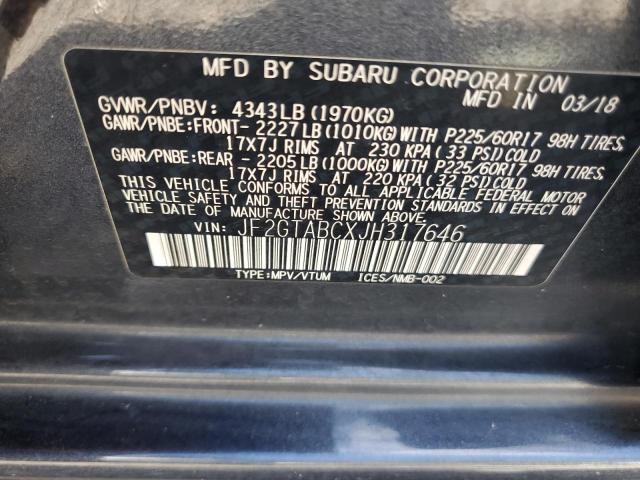 MFD BY SUBARU CORPORATION
MFD IN 03/18
GVWR/PNBV: 4343LB(1970KG)
GAWR/PNBE:FRONT-2227LB(1010KG)WITH P225/60R17 98H TIRES,
17X7J RIMS AT 230 KPA(33 PSI)COLD
GAWR/PNBE:REAR -2205LB(1000KG)WITH P225/60R17 98H TIRES,
17X7J RIMS AT 220 KPA(32 PSI)COLD
THIS VEHICLE CONFORMS TO ALL APPLICABLE FEDERAL MOTOR
VEHICLE SAFETY AND THEFT PREVENTION STANDARDS IN EFFECT ON
THE DATE OF MANUFACTURE SHOWN ABOVE.
VIN: JF2GTABCXJH317646
TYPE:MPV/VTUM ICES/NMB-002